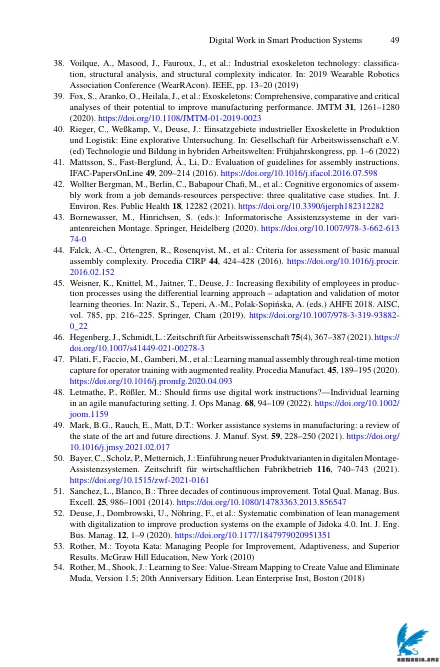 Digital Work in Smart Production Systems 49
38. Voilque, A., Masood, J., Fauroux, J., et al.: Industrial exoskeleton technology: classifica-
tion, structural analysis, and structural complexity indicator. In: 2019 Wearable Robotics
Association Conference (WearRAcon). IEEE, pp. 13–20 (2019)
39. Fox, S., Aranko, O., Heilala, J., et al.: Exoskeletons: Comprehensive, comparative and critical
analyses of their potential to improve manufacturing performance. JMTM 31, 1261–1280
(2020). https://doi.org/10.1108/JMTM-01-2019-0023
40. Rieger, C., Weßkamp, V., Deuse, J.: Einsatzgebiete industrieller Exoskelette in Produktion
und Logistik: Eine explorative Untersuchung. In: Gesellschaft für Arbeitswissenschaft e.V.
(ed) Technologie und Bildung in hybriden Arbeitswelten: Frühjahrskongress, pp. 1–6 (2022)
41. Mattsson, S., Fast-Berglund, Å., Li, D.: Evaluation of guidelines for assembly instructions.
IFAC-PapersOnLine 49, 209–214 (2016). https://doi.org/10.1016/j.ifacol.2016.07.598
42. Wollter Bergman, M., Berlin, C., Babapour Chafi, M., et al.: Cognitive ergonomics of assem-
bly work from a job demands-resources perspective: three qualitative case studies. Int. J.
Environ. Res. Public Health 18, 12282 (2021). https://doi.org/10.3390/ijerph182312282
43. Bornewasser, M., Hinrichsen, S. (eds.): Informatorische Assistenzsysteme in der vari-
antenreichen Montage. Springer, Heidelberg (2020). https://doi.org/10.1007/978-3-662-613
74-0
44. Falck, A.-C., Örtengren, R., Rosenqvist, M., et al.: Criteria for assessment of basic manual
assembly complexity. Procedia CIRP 44, 424–428 (2016). https://doi.org/10.1016/j.procir.
2016.02.152
45. Weisner, K., Knittel, M., Jaitner, T., Deuse, J.: Increasing flexibility of employees in produc-
tion processes using the differential learning approach – adaptation and validation of motor
learning theories. In: Nazir, S., Teperi, A.-M., Polak-Sopińska, A. (eds.) AHFE 2018. AISC,
vol. 785, pp. 216–225. Springer, Cham (2019). https://doi.org/10.1007/978-3-319-93882-
0_22
46. Hegenberg, J., Schmidt, L.: Zeitschrift für Arbeitswissenschaft 75(4), 367–387 (2021). https://
doi.org/10.1007/s41449-021-00278-3
47. Pilati, F., Faccio, M., Gamberi, M., et al.: Learning manual assembly through real-time motion
capture for operator training with augmented reality. Procedia Manufact. 45, 189–195 (2020).
https://doi.org/10.1016/j.promfg.2020.04.093
48. Letmathe, P., Rößler, M.: Should firms use digital work instructions?—Individual learning
in an agile manufacturing setting. J. Ops Manag. 68, 94–109 (2022). https://doi.org/10.1002/
joom.1159
49. Mark, B.G., Rauch, E., Matt, D.T.: Worker assistance systems in manufacturing: a review of
the state of the art and future directions. J. Manuf. Syst. 59, 228–250 (2021). https://doi.org/
10.1016/j.jmsy.2021.02.017
50. Bayer, C., Scholz, P., Metternich, J.: Einführung neuer Produktvarianten in digitalen Montage-
Assistenzsystemen. Zeitschrift für wirtschaftlichen Fabrikbetrieb 116, 740–743 (2021).
https://doi.org/10.1515/zwf-2021-0161
51. Sanchez, L., Blanco, B.: Three decades of continuous improvement. Total Qual. Manag. Bus.
Excell. 25, 986–1001 (2014). https://doi.org/10.1080/14783363.2013.856547
52. Deuse, J., Dombrowski, U., Nöhring, F., et al.: Systematic combination of lean management
with digitalization to improve production systems on the example of Jidoka 4.0. Int. J. Eng.
Bus. Manag. 12, 1–9 (2020). https://doi.org/10.1177/1847979020951351
53. Rother, M.: Toyota Kata: Managing People for Improvement, Adaptiveness, and Superior
Results. McGraw Hill Education, New York (2010)
54. Rother, M., Shook, J.: Learning to See: Value-Stream Mapping to Create Value and Eliminate
Muda, Version 1.5; 20th Anniversary Edition. Lean Enterprise Inst, Boston (2018)